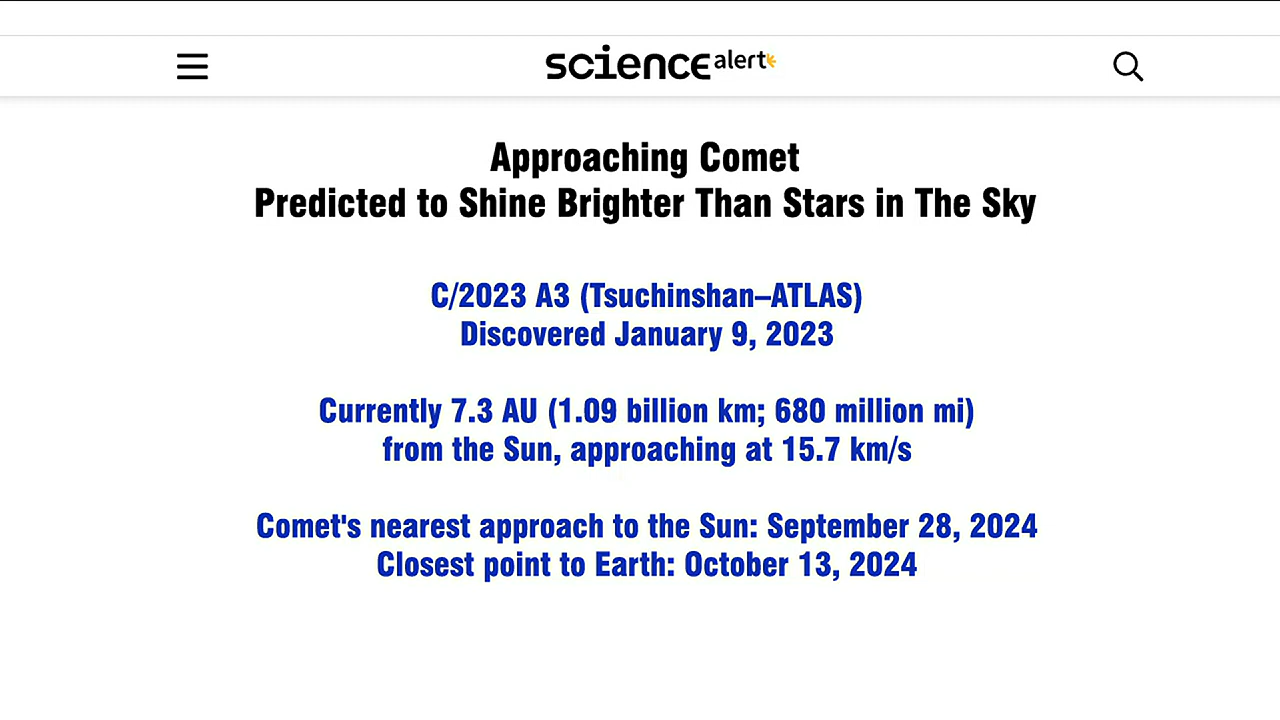 science alert
Approaching Comet
Predicted to Shine Brighter Than Stars in The Sky
C/2023 A3 (Tsuchinshan–ATLAS)
Discovered January 9, 2023
Currently 7.3 AU (1.09 billion km; 680 million mi)
from the Sun, approaching at 15.7 km/s
Comet's nearest approach to the Sun: September 28, 2024
Closest point to Earth: October 13, 2024